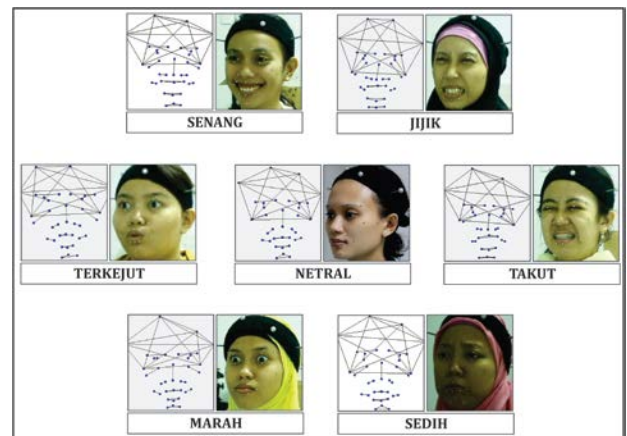 SENANG
JIJIK
TERKEJUT
NETRAL
TAKUT
MARAH
SEDIH